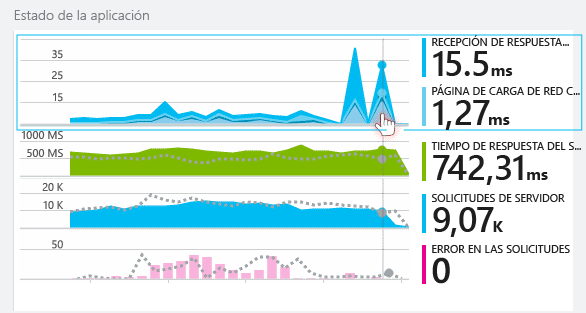 Estado de la aplicación
35
25
15
RECEPCIÓN DE RESPUESTA...
15.5ms
PÁGINA DE CARGA DE RED C...
1,27ms
1000 MS
500 MS
TIEMPO DE RESPUESTA DEL S...
742,31ms
20 K
10 K
SOLICITUDES DE SERVIDOR
9,07K
50
ERROR EN LAS SOLICITUDES
0